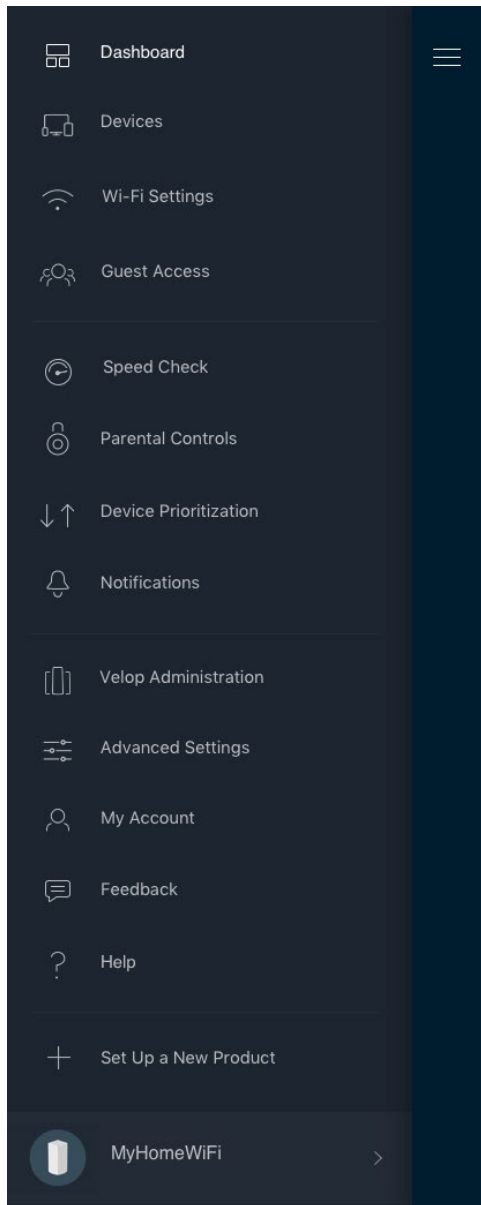 Dashboard
Devices
Wi-Fi Settings
Guest Access
Speed Check
Parental Controls
Device Prioritization
Notifications
Velop Administration
Advanced Settings
My Account
Feedback
Help
Set Up a New Product
MyHomeWiFi